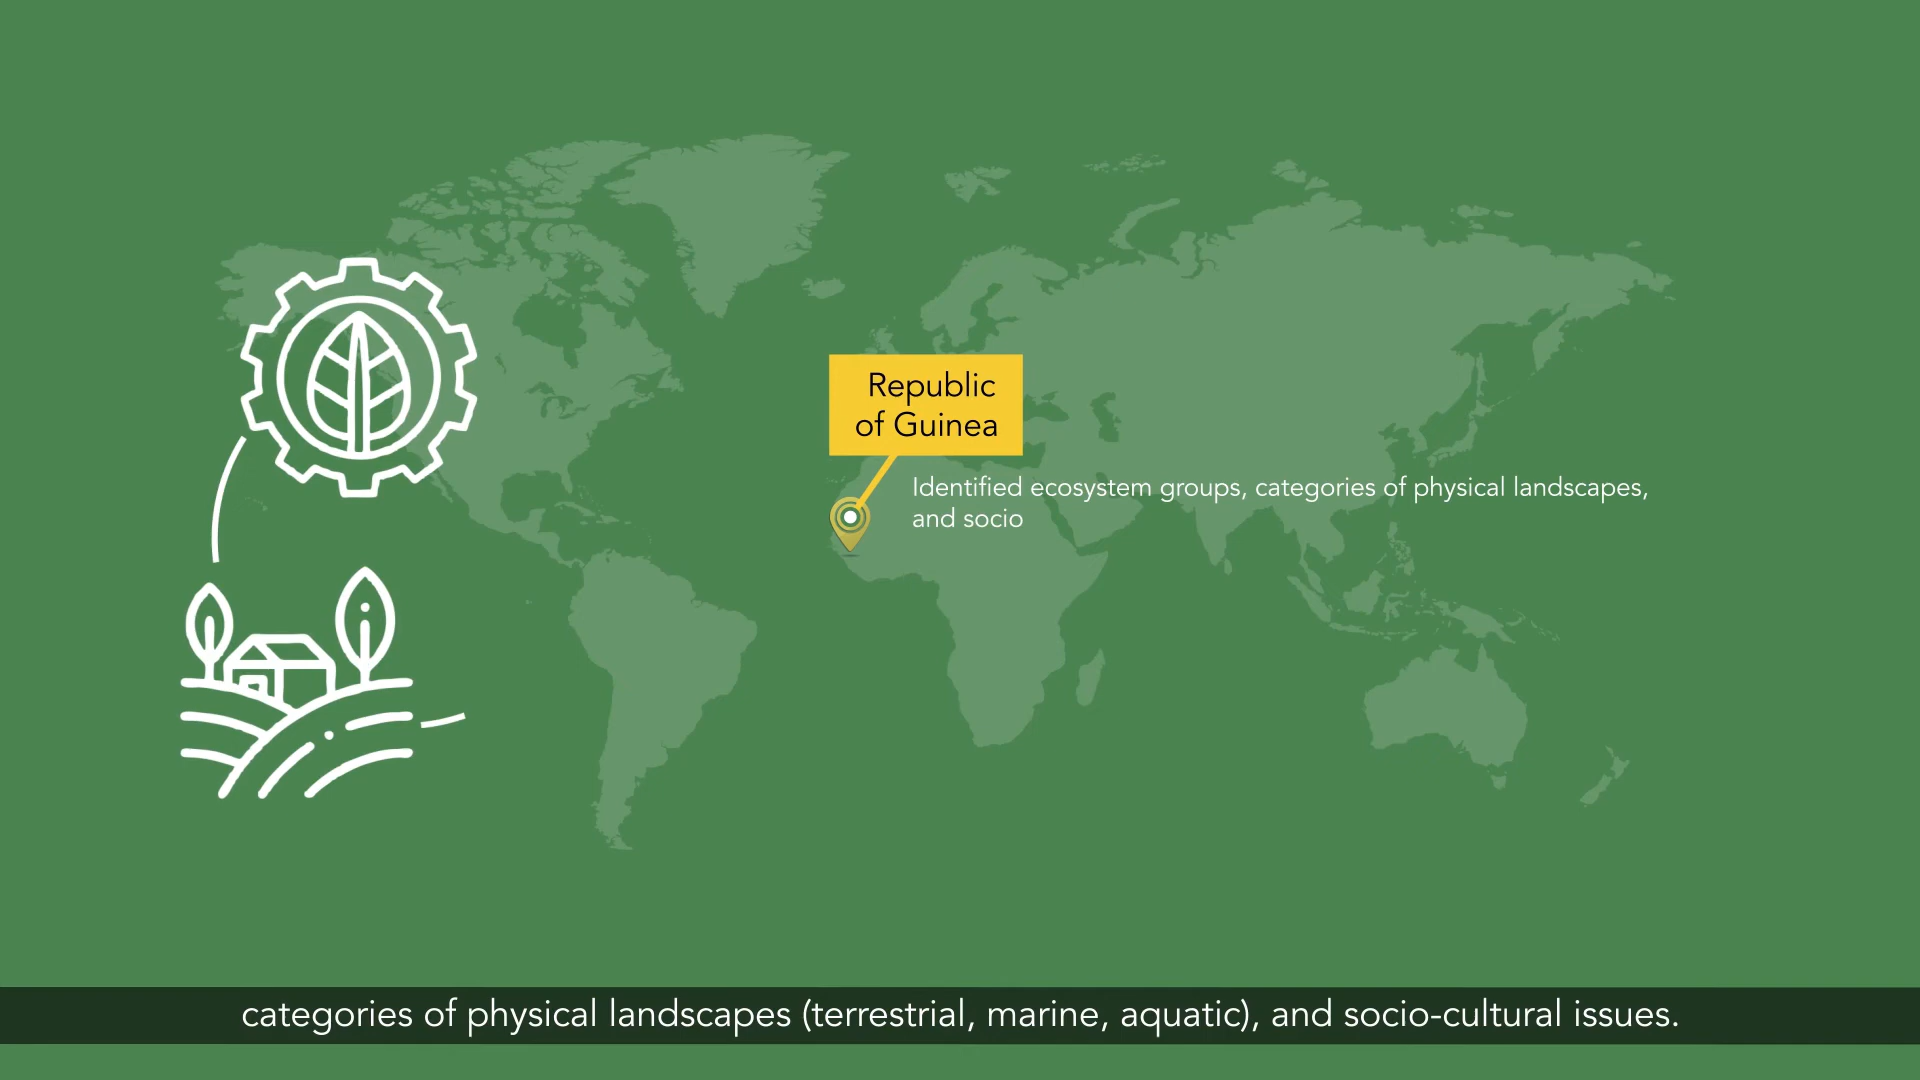 Republic
of Guinea
Identified ecosystem groups, categories of physical landscapes,
and socio
categories of physical landscapes (terrestrial, marine, aquatic), and socio-cultural issues.